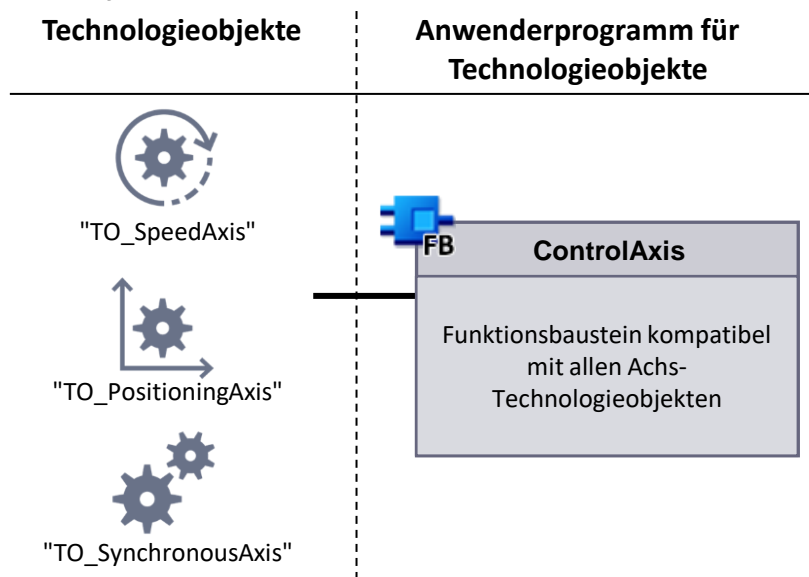 Technologieobjekte
Anwenderprogramm für
Technologieobjekte
"TO_SpeedAxis"
"TO_PositioningAxis"
"TO_SynchronousAxis"
FB
ControlAxis
Funktionsbaustein kompatibel
mit allen Achs-
Technologieobjekten